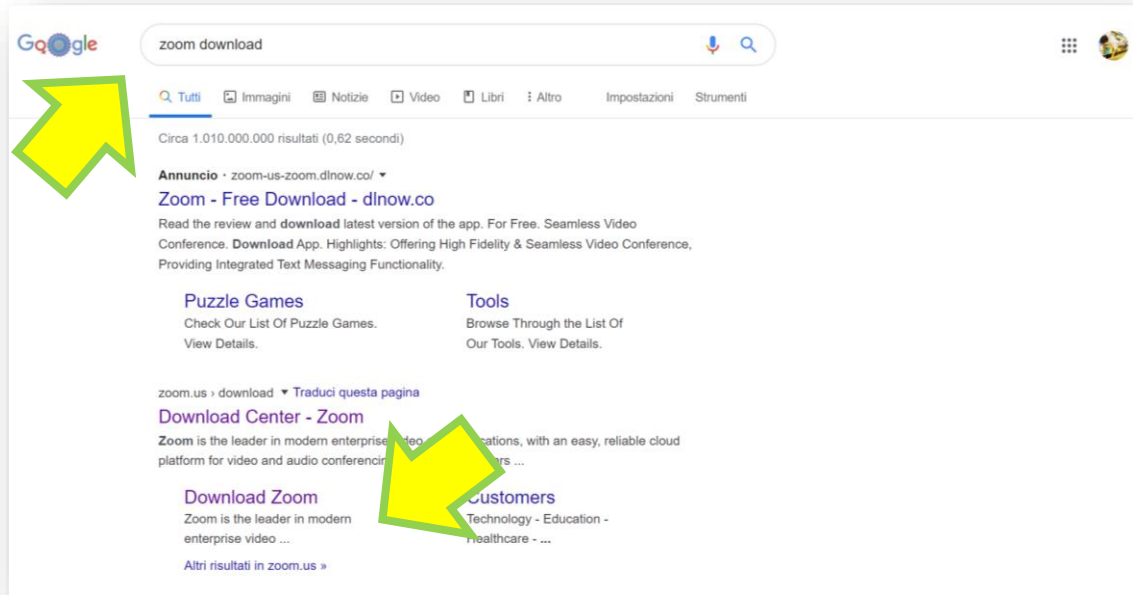 Google
zoom download
Tutti Immagini Notizie Video Libri Altro Impostazioni Strumenti
Circa 1.010.000.000 risultati (0,62 secondi)
Annuncio · zoom-us-zoom.dlnow.co/
Zoom - Free Download - dlnow.co
Read the review and download latest version of the app. For Free. Seamless Video
Conference. Download App. Highlights: Offering High Fidelity & Seamless Video Conference,
Providing Integrated Text Messaging Functionality.
Puzzle Games
Check Our List Of Puzzle Games.
View Details.
Tools
Browse Through the List Of
Our Tools. View Details.
zoom.us › download Traduci questa pagina
Download Center - Zoom
Zoom is the leader in modern enterprise with an easy, reliable cloud
platform for video and audio ...
Download Zoom
Zoom is the leader in modern
enterprise video ...
Altri risultati in zoom.us »
Customers
Technology - Education -
Healthcare - ...